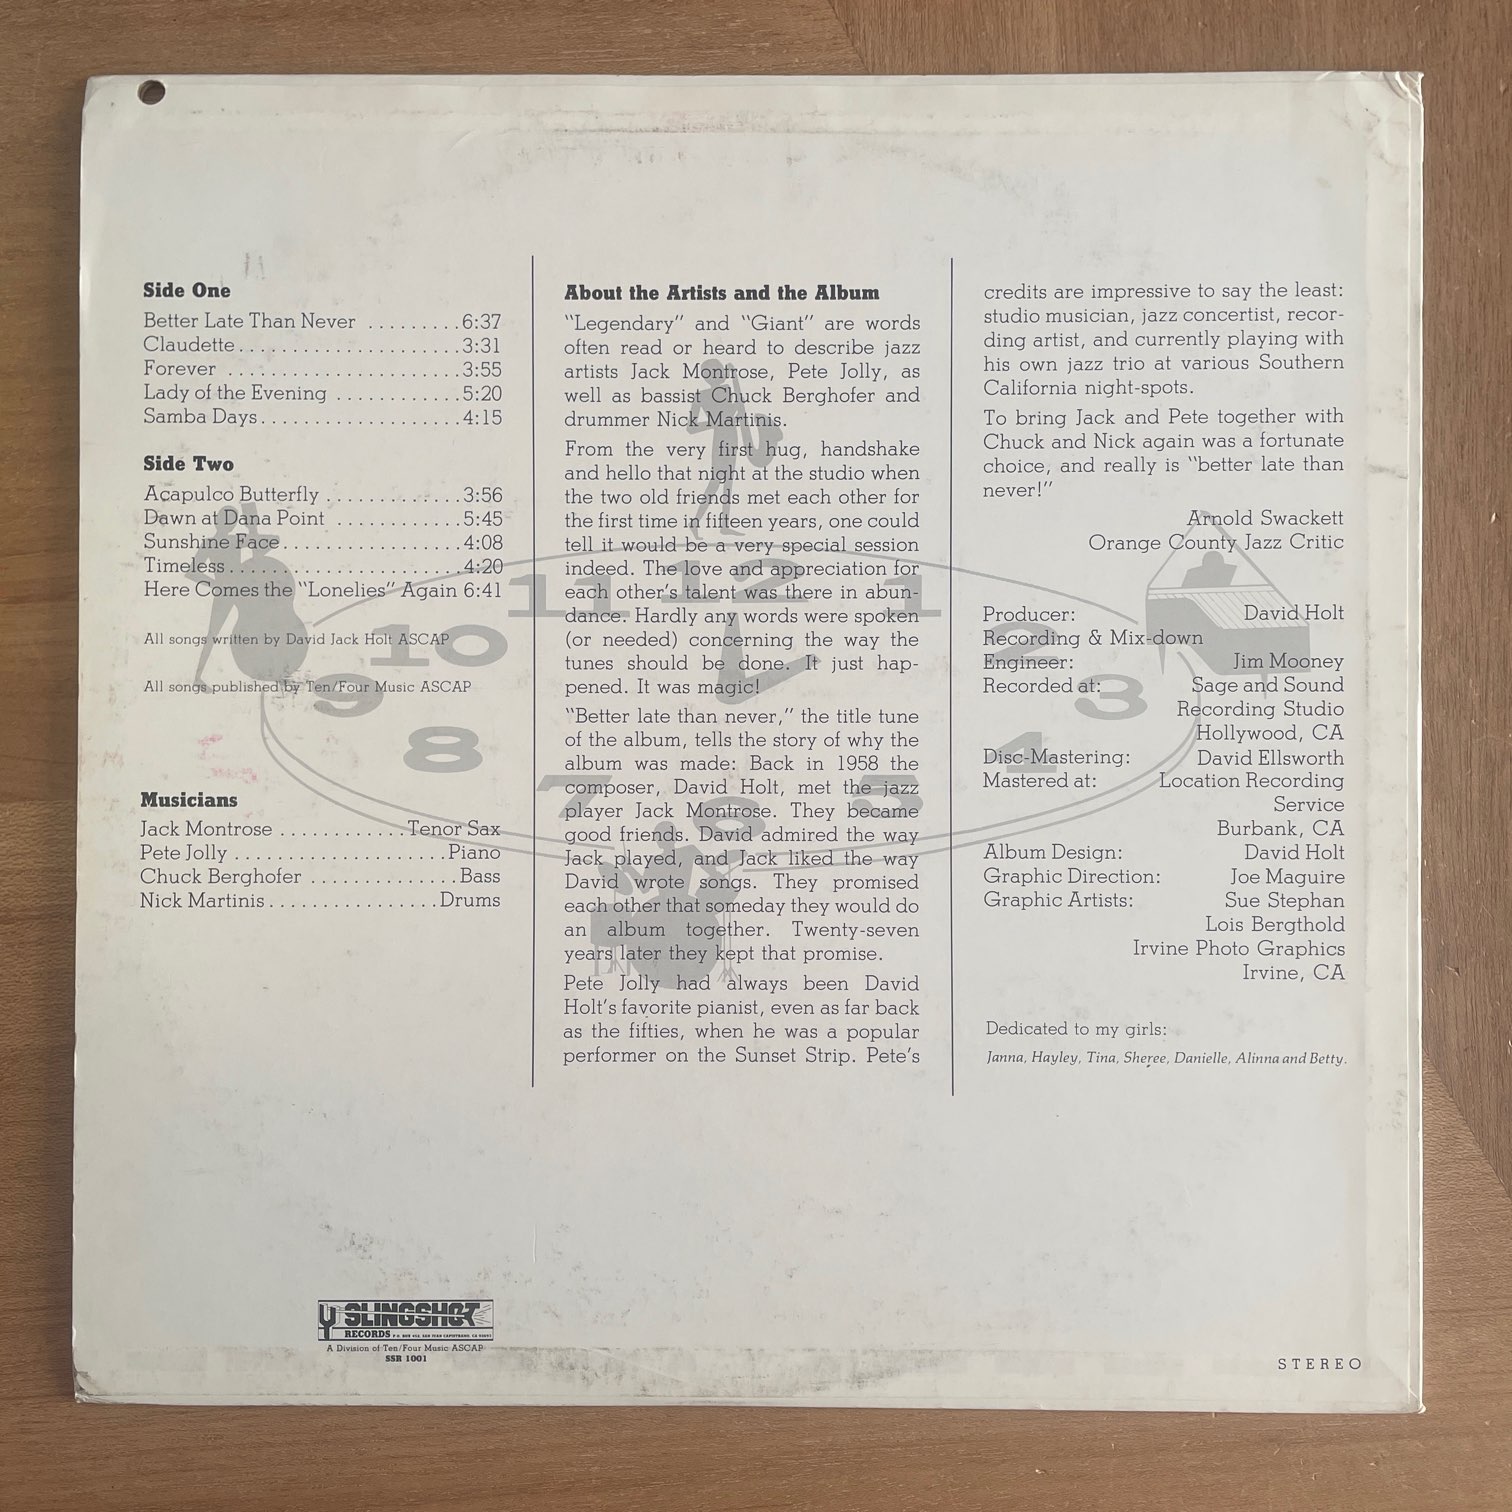 Side One
Better Late Than Never .........6:37
Claudette.....................3:31
Forever ......................3:55
Lady of the Evening ............5:20
Samba Days...................4:15
Side Two
Acapulco Butterfly .............3:56
Dawn at Dana Point ............5:45
Sunshine Face.................4:08
Timeless......................4:20
Here Comes the "Lonelies" Again 6:41
All songs written by David Jack Holt ASCAP
All songs published by Ten/Four Music ASCAP
Musicians
Jack Montrose ............Tenor Sax
Pete Jolly .....................Piano
Chuck Berghofer ..............Bass
Nick Martinis................Drums
About the Artists and the Album
"Legendary" and "Giant" are words
often read or heard to describe jazz
artists Jack Montrose, Pete Jolly, as
well as bassist Chuck Berghofer and
drummer Nick Martinis.
From the very first hug, handshake
and hello that night at the studio when
the two old friends met each other for
the first time in fifteen years, one could
tell it would be a very special session
indeed. The love and appreciation for
each other's talent was there in abun-
dance. Hardly any words were spoken
(or needed) concerning the way the
tunes should be done. It just hap-
pened. It was magic!
"Better late than never," the title tune
of the album, tells the story of why the
album was made: Back in 1958 the
composer, David Holt, met the jazz
player Jack Montrose. They became
good friends. David admired the way
Jack played, and Jack liked the way
David wrote songs. They promised
each other that someday they would do
an album together. Twenty-seven
years later they kept that promise.
Pete Jolly had always been David
Holt's favorite pianist, even as far back
as the fifties, when he was a popular
performer on the Sunset Strip. Pete's
credits are impressive to say the least:
studio musician, jazz concertist, recor-
ding artist, and currently playing with
his own jazz trio at various Southern
California night-spots.
To bring Jack and Pete together with
Chuck and Nick again was a fortunate
choice, and really is "better late than
never!"
Arnold Swackett
Orange County Jazz Critic
Producer: David Holt
Recording & Mix-down
Engineer: Jim Mooney
Recorded at: Sage and Sound
Recording Studio
Hollywood, CA
Disc-Mastering: David Ellsworth
Mastered at: Location Recording
Service
Burbank, CA
Album Design: David Holt
Graphic Direction: Joe Maguire
Graphic Artists: Sue Stephan
Lois Bergthold
Irvine Photo Graphics
Irvine, CA
Dedicated to my girls:
Janna, Hayley, Tina, Sheree, Danielle, Alinna and Betty.
11 12 1
10 2
9 3
8 4
7 6 5
SLINGSHOT
RECORDS P.O. BOX SAN JUAN CAPISTRANO, CA
A Division of Ten/Four Music ASCAP
SSR 1001
STEREO